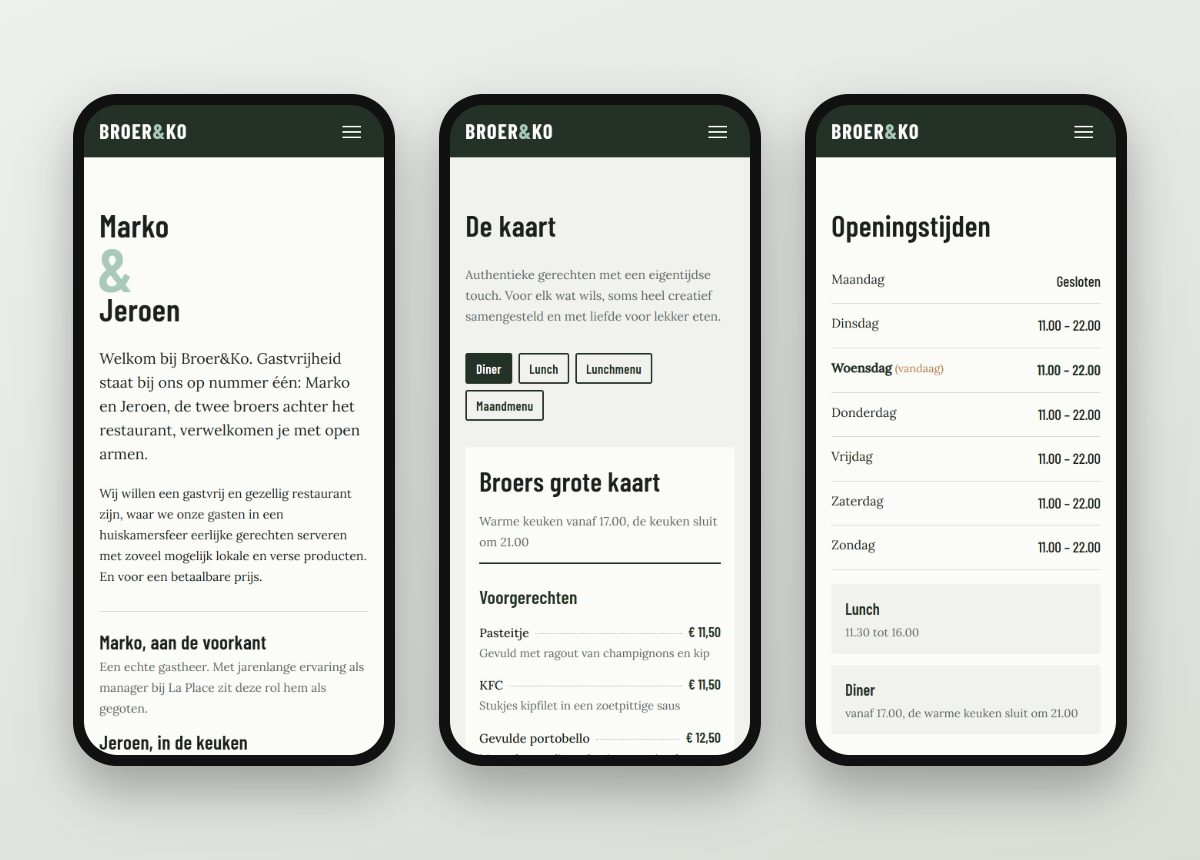 BROER&KO
Marko
&
Jeroen
Welkom bij Broer&Ko. Gastvrijheid
staat bij ons op nummer één: Marko
en Jeroen, de twee broers achter het
restaurant, verwelkomen je met open
armen.
Wij willen een gastvrij en gezellig restaurant
zijn, waar we onze gasten in een
huiskamersfeer eerlijke gerechten serveren
met zoveel mogelijk lokale en verse producten.
En voor een betaalbare prijs.
Marko, aan de voorkant
Een echte gastheer. Met jarenlange ervaring als
manager bij La Place zit deze rol hem als
gegoten.
Jeroen, in de keuken
BROER&KO
De kaart
Authentieke gerechten met een eigentijdse
touch. Voor elk wat wils, soms heel creatief
samengesteld en met liefde voor lekker eten.
Diner Lunch Lunchmenu
Maandmenu
Broers grote kaart
Warme keuken vanaf 17.00, de keuken sluit
om 21.00
Voorgerechten
Pasteitje € 11,50
Gevuld met ragout van champignons en kip
KFC € 11,50
Stukjes kipfilet in een zoetpittige saus
Gevulde portobello € 12,50
BROER&KO
Openingstijden
Maandag Gesloten
Dinsdag 11.00 – 22.00
Woensdag (vandaag) 11.00 – 22.00
Donderdag 11.00 – 22.00
Vrijdag 11.00 – 22.00
Zaterdag 11.00 – 22.00
Zondag 11.00 – 22.00
Lunch
11.30 tot 16.00
Diner
vanaf 17.00, de warme keuken sluit om 21.00